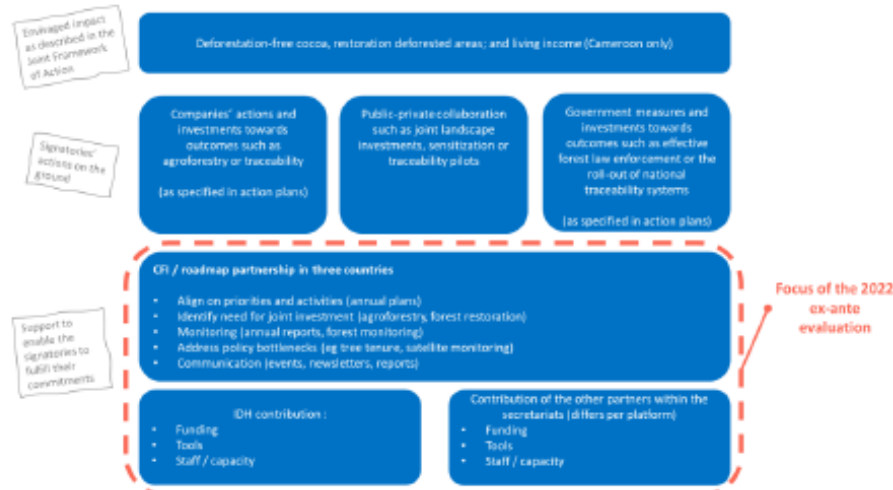 Envisaged impact
as described in the
Joint Framework
of Action
Deforestation-free cocoa, restoration deforested areas; and living income (Cameroon only)
Signatories'
actions on the
ground
Companies' actions and
investments towards
outcomes such as
agroforestry or traceability
(as specified in action plans)
Public-private collaboration
such as joint landscape
investments, sensitization or
traceability pilots
Government measures and
investments towards
outcomes such as effective
forest law enforcement or the
roll-out of national
traceability systems
(as specified in action plans)
Support to
enable the
signatories to
fulfill their
commitments
CFI / roadmap partnership in three countries
• Align on priorities and activities (annual plans)
• Identify need for joint investment (agroforestry, forest restoration)
• Monitoring (annual reports, forest monitoring)
• Address policy bottlenecks (eg tree tenure, satellite monitoring)
• Communication (events, newsletters, reports)
Focus of the 2022
ex-ante
evaluation
IDH contribution :
• Funding
• Tools
• Staff / capacity
Contribution of the other partners within the
secretariats (differs per platform)
• Funding
• Tools
• Staff / capacity